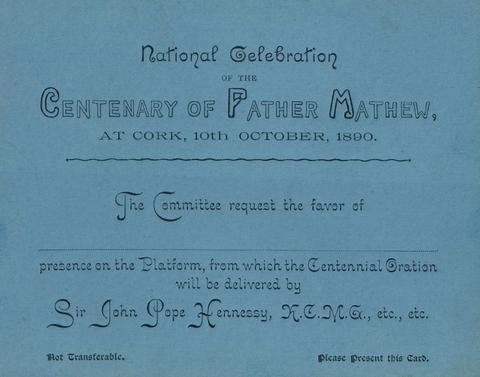 National Celebration
OF THE
CENTENARY OF FATHER MATHEW,
AT CORK, 10th OCTOBER, 1890.
The Committee request the favor of
presence on the Platform, from which the Centennial Oration
will be delivered by
Sir John Pope Hennessy, K.C.M.G., etc., etc.
Not Transferable.
Please Present this Card.